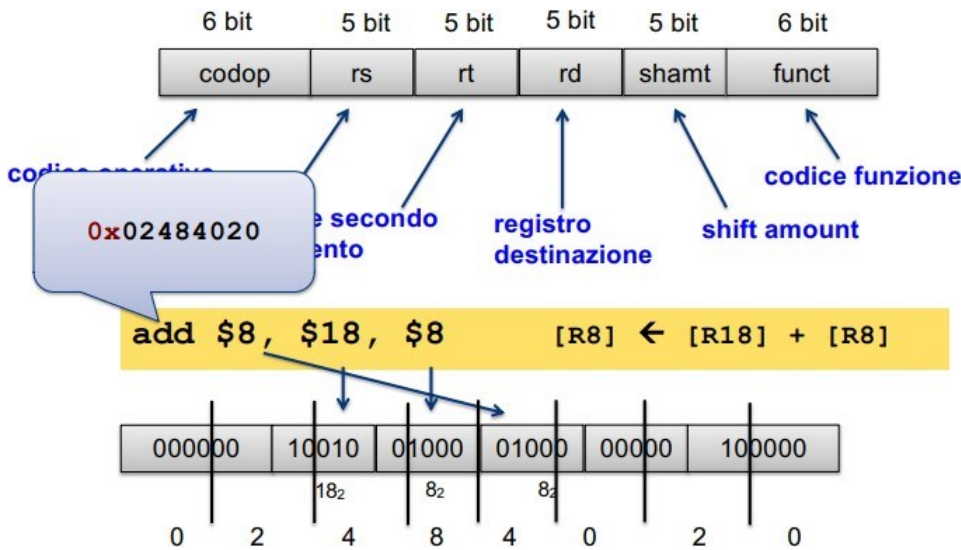 6 bit 5 bit 5 bit 5 bit 5 bit 6 bit
codop rs rt rd shamt funct
codice operativo
codice funzione
0x02484020
e secondo
registro
destinazione
shift amount
add $8, $18, $8 [R8] ← [R18] + [R8]
000000 10010 01000 01000 00000 100000
18₂ 8₂ 8₂
0 2 4 8 4 0 2 0